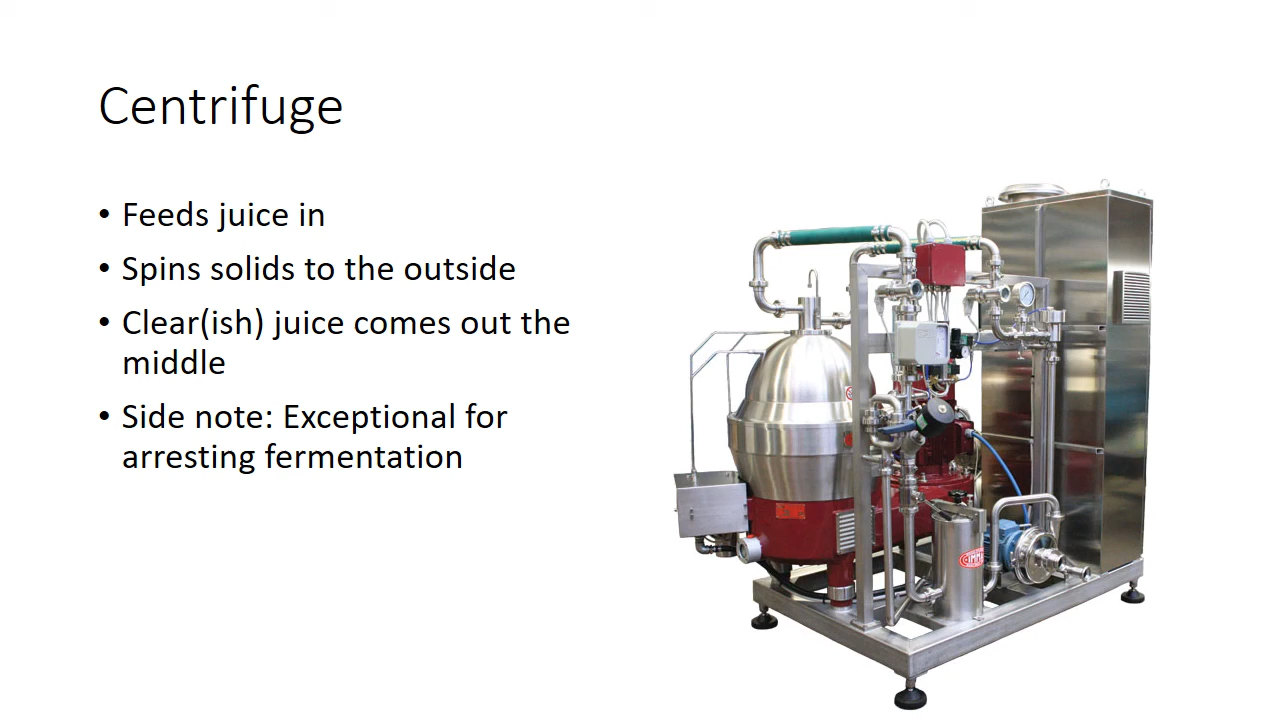 Centrifuge
• Feeds juice in
• Spins solids to the outside
• Clear(ish) juice comes out the
middle
• Side note: Exceptional for
arresting fermentation